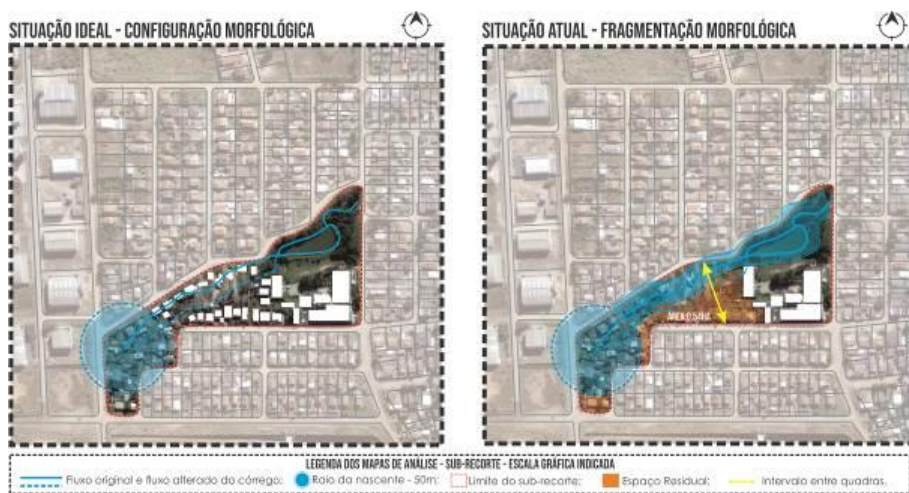 SITUAÇÃO IDEAL - CONFIGURAÇÃO MORFOLÓGICA
SITUAÇÃO ATUAL - FRAGMENTAÇÃO MORFOLÓGICA
LEGENDA DOS MAPAS DE ANÁLISE - SUB-RECORTE - ESCALA GRÁFICA INDICADA
Fluxo original e fluxo alterado do córrego; Raio da nascente - 50m; Limite do sub-recorte; Espaço Residual; Intervalo entre quadras.